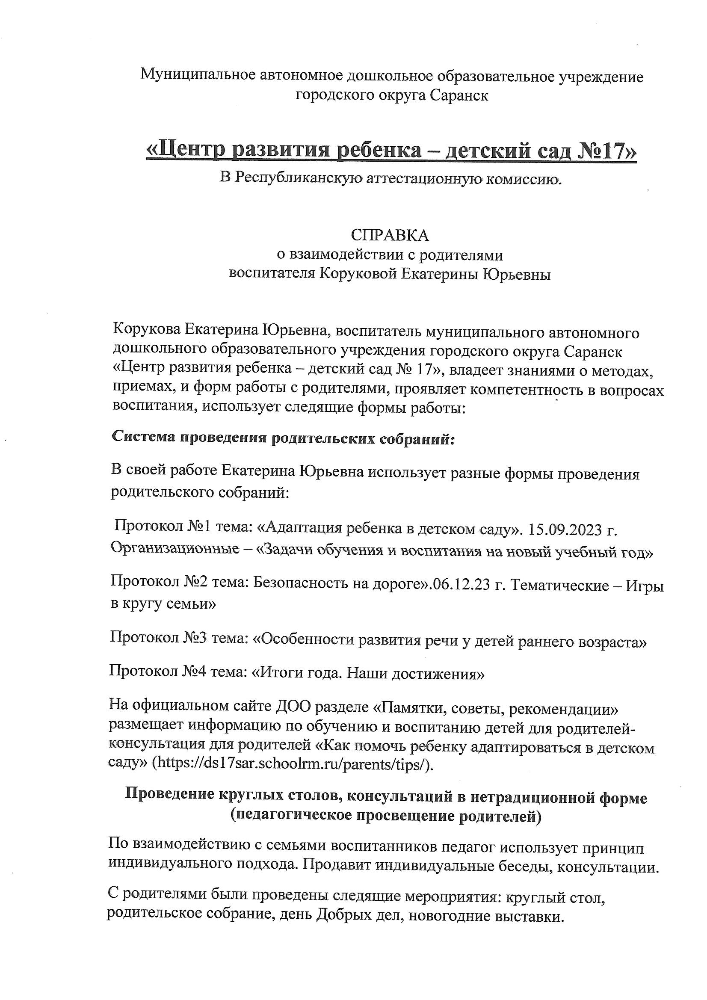 Муниципальное автономное дошкольное образовательное учреждение
городского округа Саранск
«Центр развития ребенка – детский сад №17»
В Республиканскую аттестационную комиссию.
СПРАВКА
о взаимодействии с родителями
воспитателя Коруковой Екатерины Юрьевны
Корукова Екатерина Юрьевна, воспитатель муниципального автономного
дошкольного образовательного учреждения городского округа Саранск
«Центр развития ребенка – детский сад № 17», владеет знаниями о методах,
приемах, и форм работы с родителями, проявляет компетентность в вопросах
воспитания, использует следящие формы работы:
Система проведения родительских собраний:
В своей работе Екатерина Юрьевна использует разные формы проведения
родительского собраний:
Протокол №1 тема: «Адаптация ребенка в детском саду». 15.09.2023 г.
Организационные – «Задачи обучения и воспитания на новый учебный год»
Протокол №2 тема: Безопасность на дороге».06.12.23 г. Тематические – Игры
в кругу семьи»
Протокол №3 тема: «Особенности развития речи у детей раннего возраста»
Протокол №4 тема: «Итоги года. Наши достижения»
На официальном сайте ДОО разделе «Памятки, советы, рекомендации»
размещает информацию по обучению и воспитанию детей для родителей-
консультация для родителей «Как помочь ребенку адаптироваться в детском
саду» (https://ds17sar.schoolrm.ru/parents/tips/).
Проведение круглых столов, консультаций в нетрадиционной форме
(педагогическое просвещение родителей)
По взаимодействию с семьями воспитанников педагог использует принцип
индивидуального подхода. Продавит индивидуальные беседы, консультации.
С родителями были проведены следящие мероприятия: круглый стол,
родительское собрание, день Добрых дел, новогодние выставки.